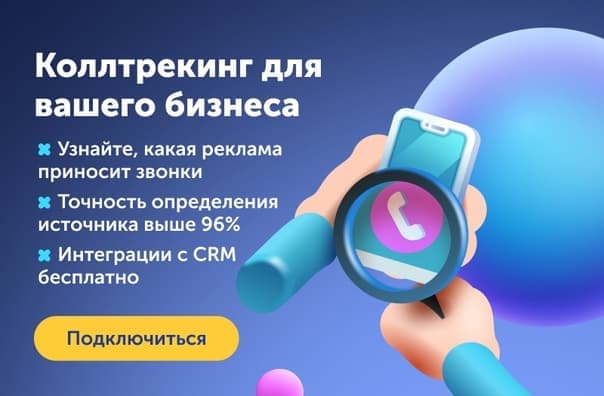 Коллтрекинг для
вашего бизнеса
Узнайте, какая реклама
приносит звонки
Точность определения
источника выше 96%
Интеграции с CRM
бесплатно
Подключиться